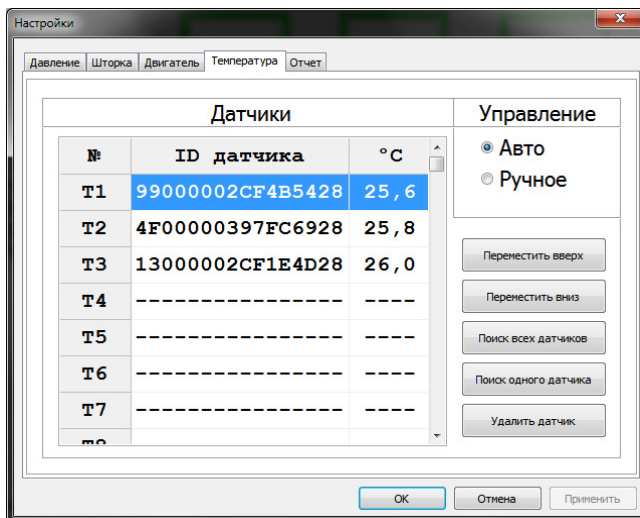 Настройки
Давление Шторка Двигатель Температура Отчет
Датчики
№ ID датчика °C
T1 99000002CF4B5428 25,6
T2 4F00000397FC6928 25,8
T3 13000002CF1E4D28 26,0
T4 ---------------- ----
T5 ---------------- ----
T6 ---------------- ----
T7 ---------------- ----
Управление
Авто
Ручное
Переместить вверх
Переместить вниз
Поиск всех датчиков
Поиск одного датчика
Удалить датчик
OK Отмена Применить